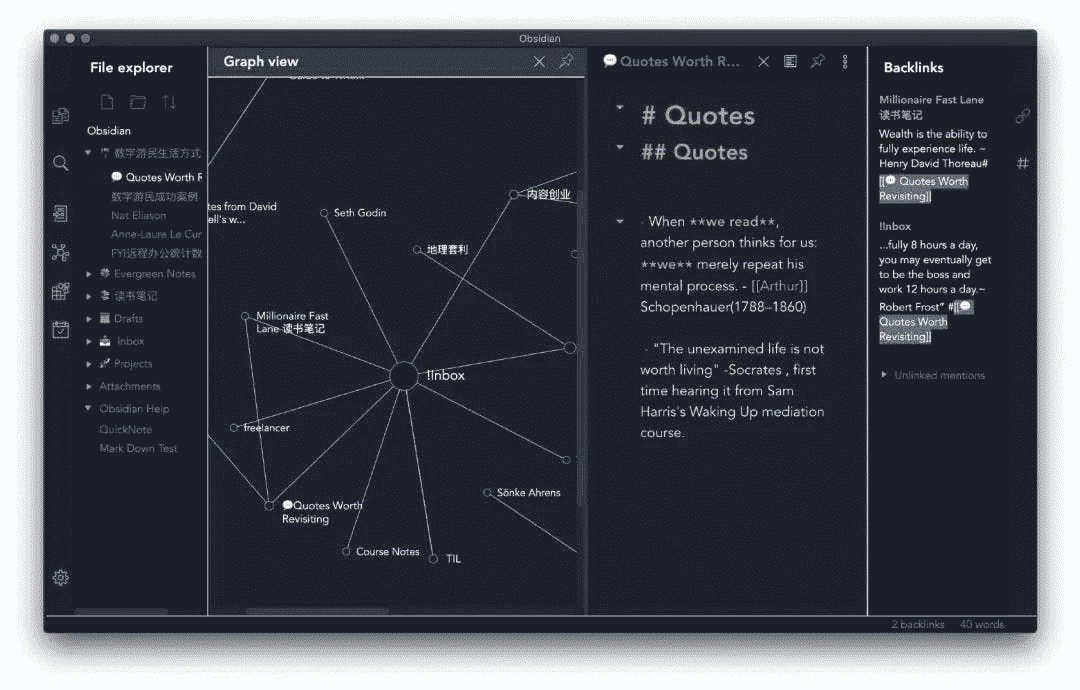 Obsidian
File explorer
Obsidian
数字游民生活方式
Quotes Worth R
数字游民成功案例
Nat Eliason
Anne-Laure Le Cur
FYI远程办公统计数
Evergreen Notes
读书笔记
Drafts
Inbox
Projects
Attachments
Obsidian Help
QuickNote
Mark Down Test
Graph view
tes from David
ell's w...
Seth Godin
内容创业
地理套利
Millionaire Fast
Lane 读书笔记
!Inbox
freelancer
Quotes Worth
Revisiting
Sönke Ahrens
Course Notes
TIL
Quotes Worth R...
# Quotes
## Quotes
- When **we read**,
another person thinks for us:
**we** merely repeat his
mental process. - [[Arthur]]
Schopenhauer(1788–1860)
- "The unexamined life is not
worth living" -Socrates , first
time hearing it from Sam
Harris's Waking Up mediation
course.
Backlinks
Millionaire Fast Lane
读书笔记
Wealth is the ability to
fully experience life. ~
Henry David Thoreau#
[[💬 Quotes Worth
Revisiting]]
!Inbox
...fully 8 hours a day,
you may eventually get
to be the boss and
work 12 hours a day.~
Robert Frost" #[[💬
Quotes Worth
Revisiting]]
Unlinked mentions
2 backlinks 40 words